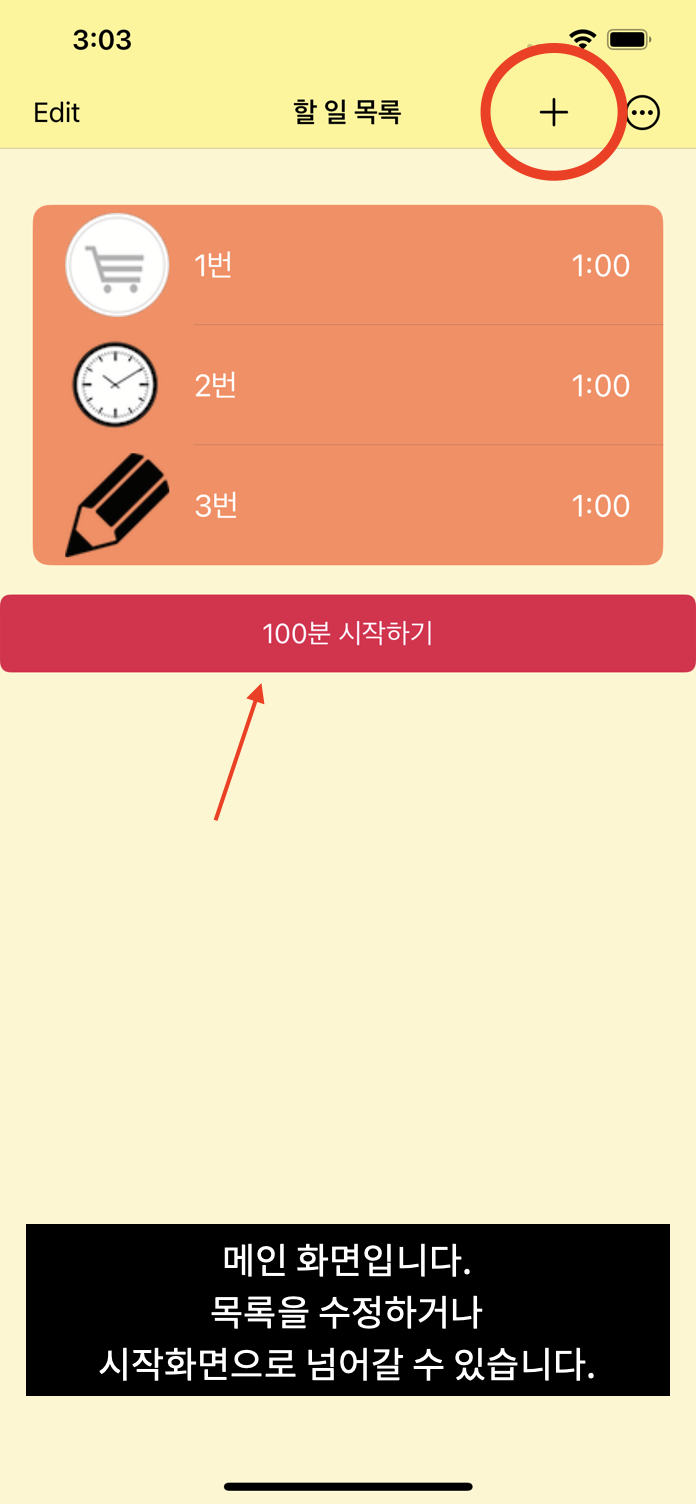 3:03
Edit
할 일 목록
1번
1:00
2번
1:00
3번
1:00
100분 시작하기
메인 화면입니다.
목록을 수정하거나
시작화면으로 넘어갈 수 있습니다.